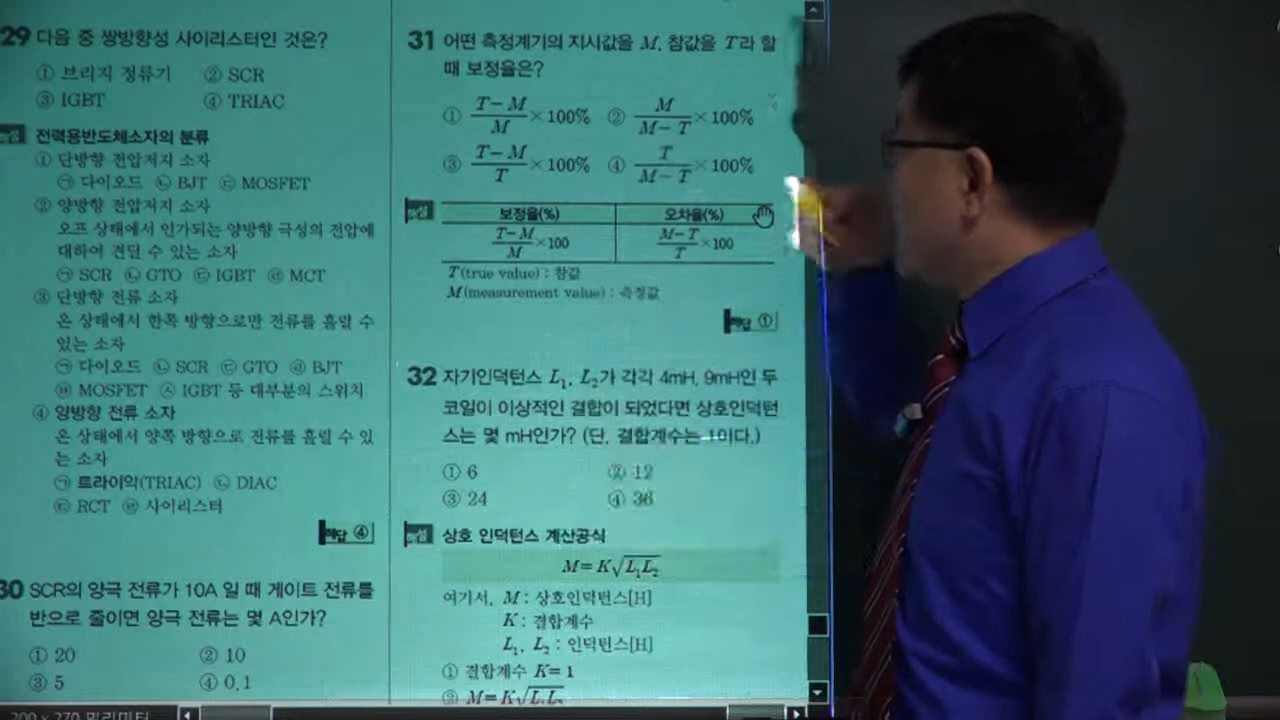 29 다음 중 쌍방향성 사이리스터인 것은?
① 브리지 정류기 ② SCR
③ IGBT ④ TRIAC
해설 전력용반도체소자의 분류
① 단방향 전압저지 소자
㉠ 다이오드 ㉡ BJT ㉢ MOSFET
② 양방향 전압저지 소자
오프 상태에서 인가되는 양방향 극성의 전압에
대하여 견딜 수 있는 소자
㉠ SCR ㉡ GTO ㉢ IGBT ㉣ MCT
③ 단방향 전류 소자
온 상태에서 한쪽 방향으로만 전류를 흘릴 수
있는 소자
㉠ 다이오드 ㉡ SCR ㉢ GTO ㉣ BJT
㉤ MOSFET ㉥ IGBT 등 대부분의 스위치
④ 양방향 전류 소자
온 상태에서 양쪽 방향으로 전류를 흘릴 수 있
는 소자
㉠ 트라이악(TRIAC) ㉡ DIAC
㉢ RCT ㉣ 사이리스터
해답 ④
30 SCR의 양극 전류가 10A 일 때 게이트 전류를
반으로 줄이면 양극 전류는 몇 A인가?
① 20 ② 10
③ 5 ④ 0.1
31 어떤 측정계기의 지시값을 M, 참값을 T라 할
때 보정율은?
① (T-M)/M × 100% ② M/(M-T) × 100%
③ (T-M)/T × 100% ④ T/(M-T) × 100%
해설 보정율(%) 오차율(%)
(T-M)/M × 100 (M-T)/T × 100
T(true value) : 참값
M(measurement value) : 측정값
해답 ①
32 자기인덕턴스 L₁, L₂가 각각 4mH, 9mH인 두
코일이 이상적인 결합이 되었다면 상호인덕턴
스는 몇 mH인가? (단, 결합계수는 1이다.)
① 6 ② 12
③ 24 ④ 36
해설 상호 인덕턴스 계산공식
M=K√L₁L₂
여기서, M : 상호인덕턴스[H]
K : 결합계수
L₁, L₂ : 인덕턴스[H]
① 결합계수 K=1
② M=K√L₁L₂
200 x 270 밀리미터